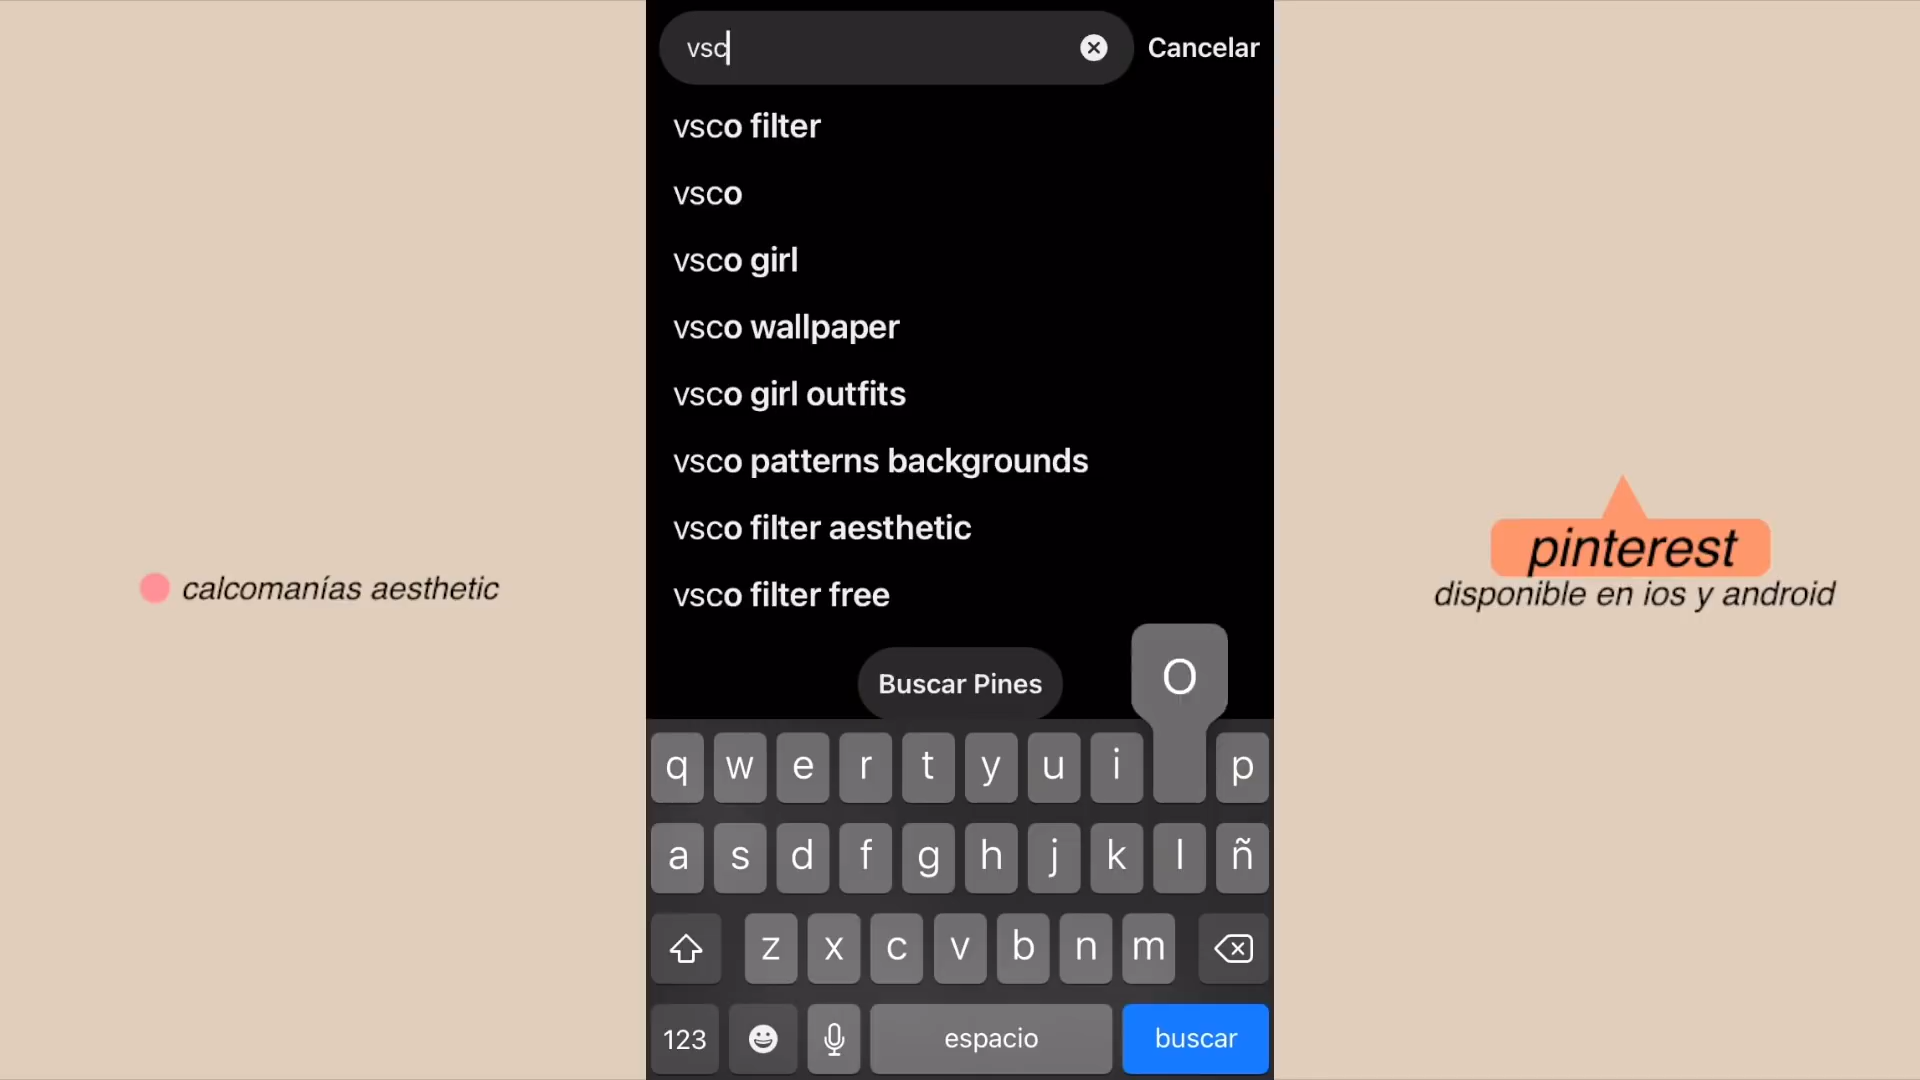 vsc
Cancelar
vsco filter
vsco
vsco girl
vsco wallpaper
vsco girl outfits
vsco patterns backgrounds
vsco filter aesthetic
vsco filter free
calcomanías aesthetic
pinterest
disponible en ios y android
Buscar Pines
O
q w e r t y u i p
a s d f g h j k l ñ
z x c v b n m
123 espacio buscar